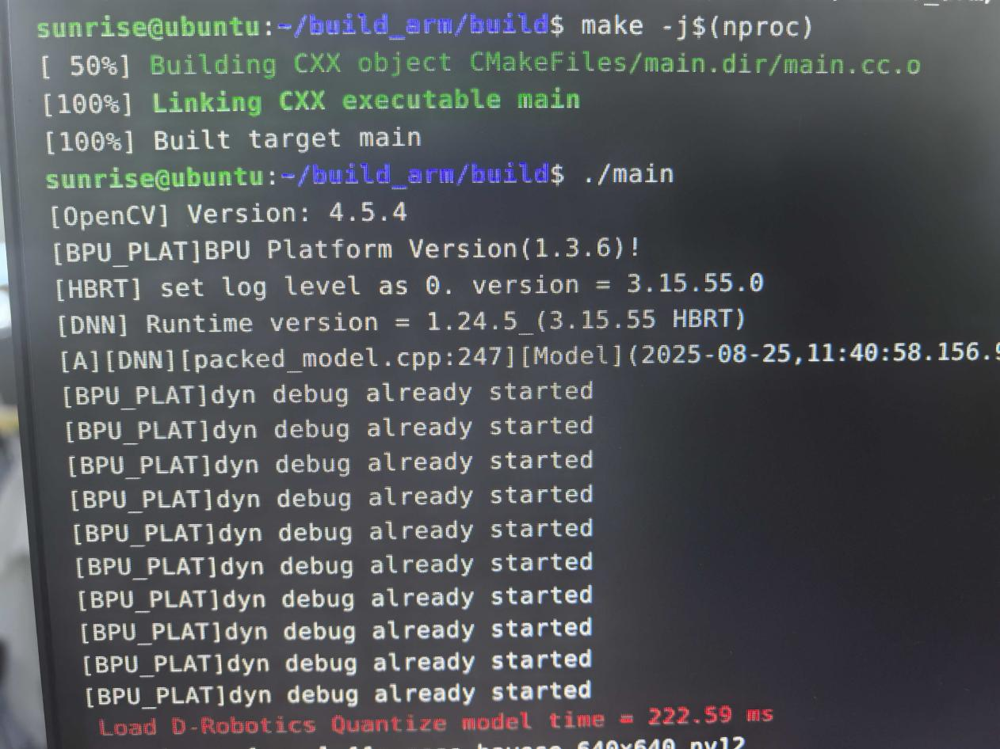 sunrise@ubuntu:~/build_arm/build$ make -j$(nproc)
[ 50%] Building CXX object CMakeFiles/main.dir/main.cc.o
[100%] Linking CXX executable main
[100%] Built target main
sunrise@ubuntu:~/build_arm/build$ ./main
[OpenCV] Version: 4.5.4
[BPU_PLAT]BPU Platform Version(1.3.6)!
[HBRT] set log level as 0. version = 3.15.55.0
[DNN] Runtime version = 1.24.5_(3.15.55 HBRT)
[A][DNN][packed_model.cpp:247][Model](2025-08-25,11:40:58.156.9
[BPU_PLAT]dyn debug already started
[BPU_PLAT]dyn debug already started
[BPU_PLAT]dyn debug already started
[BPU_PLAT]dyn debug already started
[BPU_PLAT]dyn debug already started
[BPU_PLAT]dyn debug already started
[BPU_PLAT]dyn debug already started
[BPU_PLAT]dyn debug already started
[BPU_PLAT]dyn debug already started
[BPU_PLAT]dyn debug already started
Load D-Robotics Quantize model time = 222.59 ms
640x640 nv12